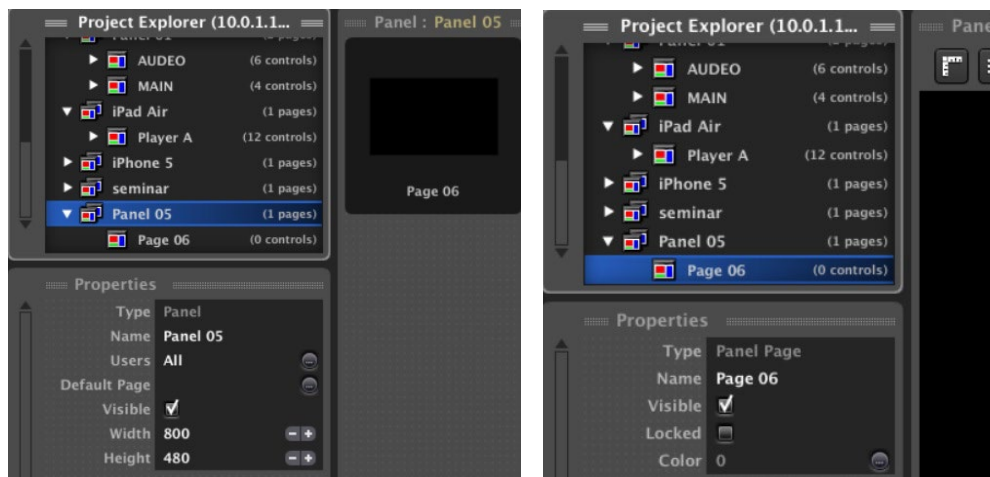 Project Explorer (10.0.1.1...
AUDEO (6 controls)
MAIN (4 controls)
iPad Air (1 pages)
Player A (12 controls)
iPhone 5 (1 pages)
seminar (1 pages)
Panel 05 (1 pages)
Page 06 (0 controls)
Properties
Type Panel
Name Panel 05
Users All
Default Page
Visible
Width 800
Height 480
Panel : Panel 05
Page 06
Project Explorer (10.0.1.1...
AUDEO (6 controls)
MAIN (4 controls)
iPad Air (1 pages)
Player A (12 controls)
iPhone 5 (1 pages)
seminar (1 pages)
Panel 05 (1 pages)
Page 06 (0 controls)
Properties
Type Panel Page
Name Page 06
Visible
Locked
Color 0